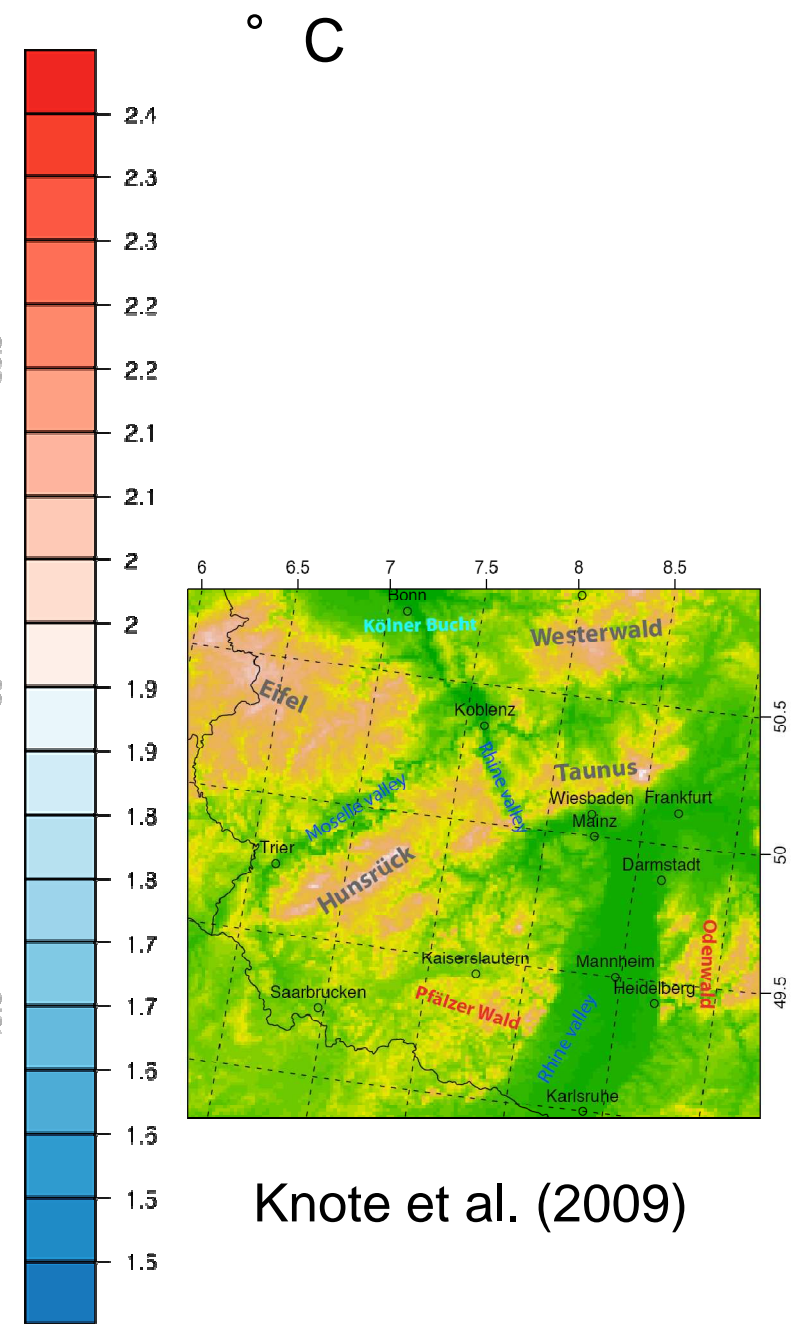 ° C
2.4
2.3
2.3
2.2
2.2
2.1
2.1
2
2
1.9
1.9
1.8
1.8
1.7
1.7
1.6
1.5
1.5
6 6.5 7 7.5 8 8.5
Bonn
Kölner Bucht
Westerwald
Eifel
Koblenz
50.5
Rhine valley
Taunus
Moselle valley
Wiesbaden Frankfurt
Mainz
Trier
50
Darmstadt
Hunsrück
Odenwald
Kaiserslautern
Mannheim
Heidelberg
49.5
Saarbrucken
Pfälzer Wald
Rhine valley
Karlsruhe
Knote et al. (2009)